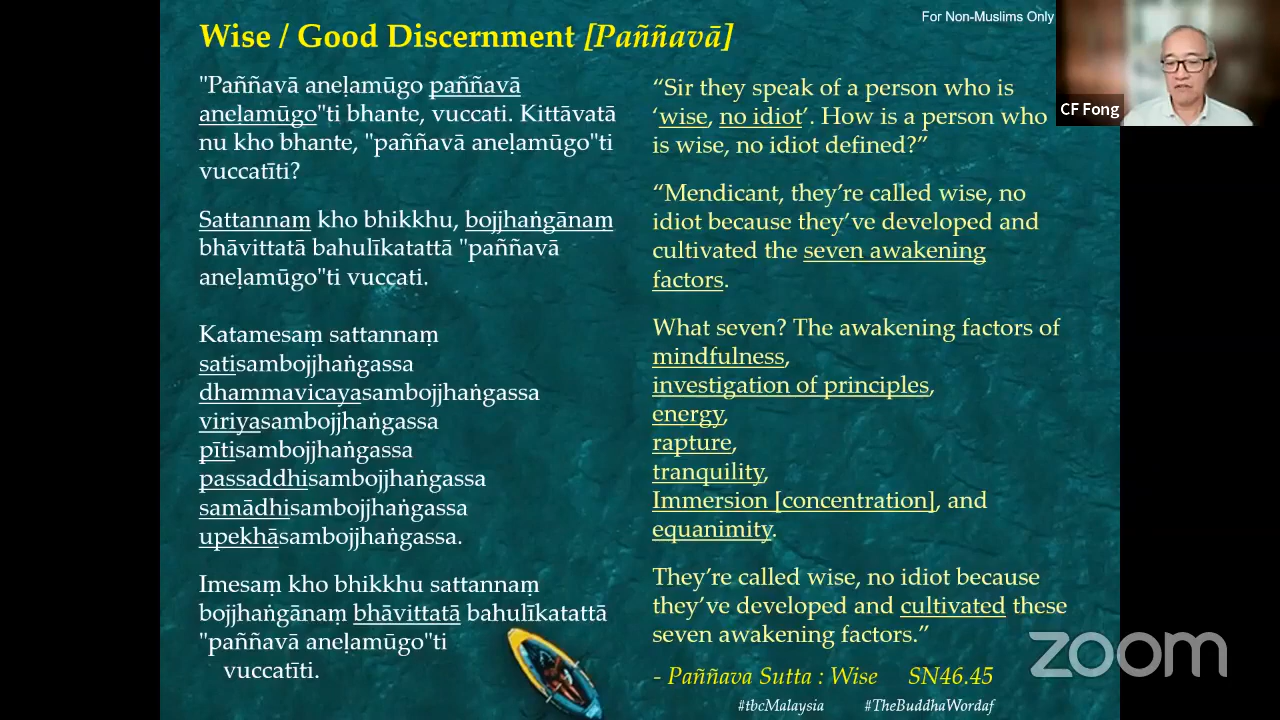 For Non-Muslims Only
Wise / Good Discernment [Paññavā]
"Paññavā aneḷamūgo paññavā
aneḷamūgo"ti bhante, vuccati. Kittāvatā
nu kho bhante, "paññavā aneḷamūgo"ti
vuccatīti?
Sattannaṃ kho bhikkhu, bojjhaṅgānaṃ
bhāvittatā bahulīkatattā "paññavā
aneḷamūgo"ti vuccati.
Katamesaṃ sattannaṃ
satisambojjhaṅgassa
dhammavicayasambojjhaṅgassa
viriyasambojjhaṅgassa
pītisambojjhaṅgassa
passaddhisambojjhaṅgassa
samādhisambojjhaṅgassa
upekhāsambojjhaṅgassa.
Imesaṃ kho bhikkhu sattannaṃ
bojjhaṅgānaṃ bhāvittatā bahulīkatattā
"paññavā aneḷamūgo"ti
vuccatīti.
“Sir they speak of a person who is
‘wise, no idiot’. How is a person who
is wise, no idiot defined?”
“Mendicant, they’re called wise, no
idiot because they’ve developed and
cultivated the seven awakening
factors.
What seven? The awakening factors of
mindfulness,
investigation of principles,
energy,
rapture,
tranquility,
Immersion [concentration], and
equanimity.
They’re called wise, no idiot because
they’ve developed and cultivated these
seven awakening factors.”
- Paññava Sutta : Wise SN46.45
#tbcMalaysia #TheBuddhaWordaf
CF Fong
zoom